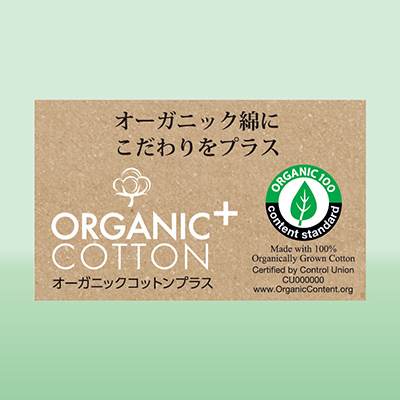 オーガニック綿に
こだわりをプラス
ORGANIC+
COTTON
オーガニックコットンプラス
ORGANIC 100
content standard
Made with 100%
Organically Grown Cotton
Certified by Control Union
CU000000
www.OrganicContent.org